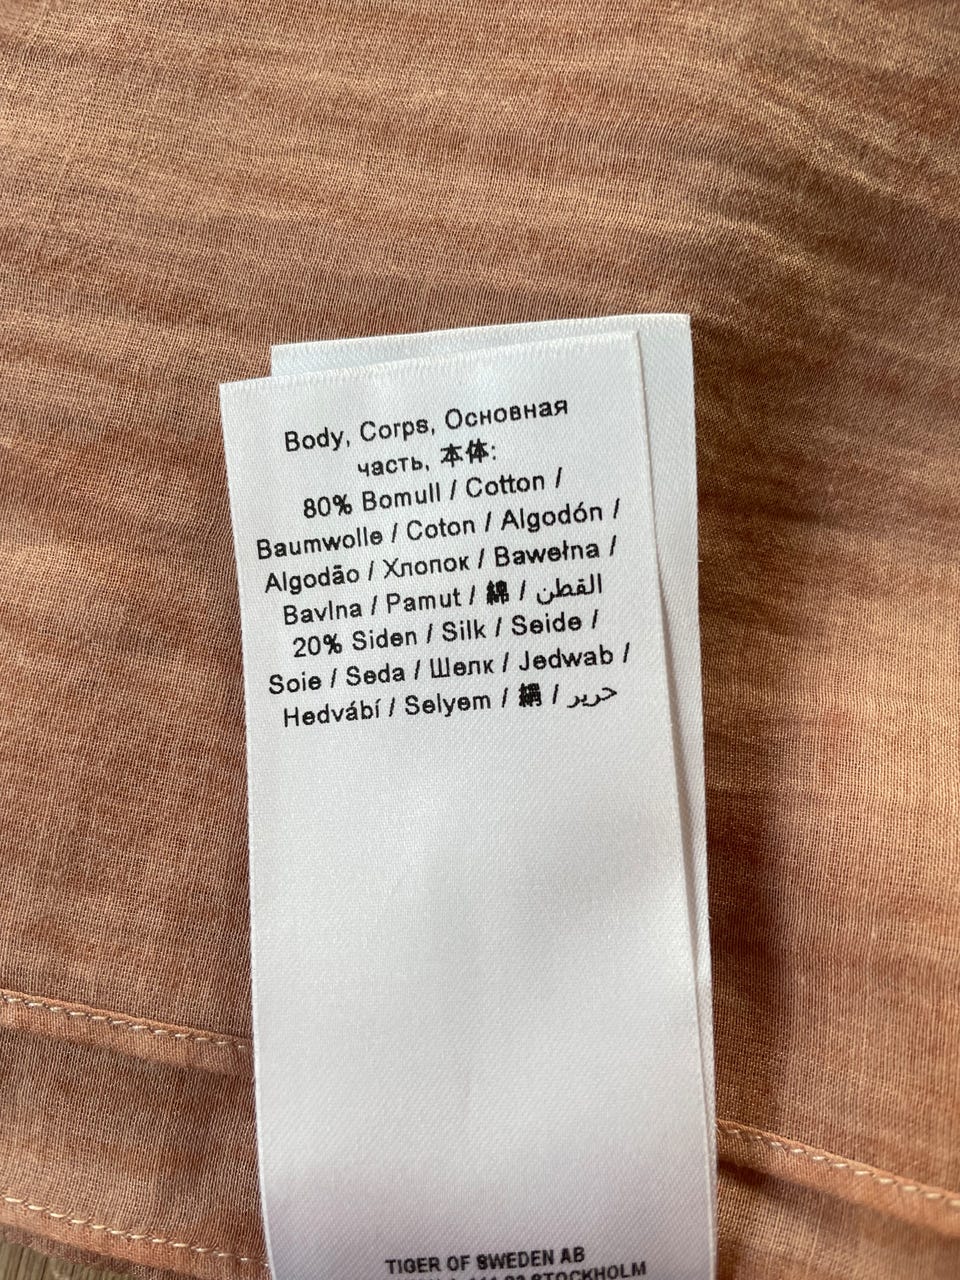 Body, Corps, Основная
часть, 本体:
80% Bomull / Cotton /
Baumwolle / Coton / Algodón /
Algodão / Хлопок / Bawełna /
Bavlna / Pamut / 綿 / القطن
20% Siden / Silk / Seide /
Soie / Seda / Шелк / Jedwab /
Hedvábí / Selyem / 絹 / حرير
TIGER OF SWEDEN AB
STOCKHOLM